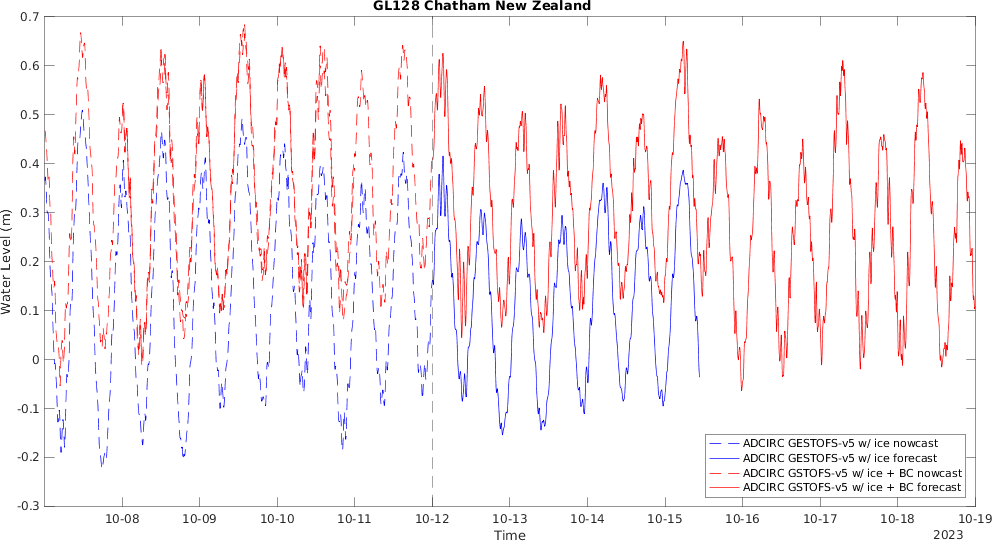 GL128 Chatham New Zealand
0.7
0.6
0.5
0.4
0.3
0.2
0.1
0
-0.1
-0.2
-0.3
Water Level (m)
10-08 10-09 10-10 10-11 10-12 10-13 10-14 10-15 10-16 10-17 10-18 10-19
Time
2023
ADCIRC GESTOFS-v5 w/ ice nowcast
ADCIRC GESTOFS-v5 w/ ice forecast
ADCIRC GSTOFS-v5 w/ ice + BC nowcast
ADCIRC GSTOFS-v5 w/ ice + BC forecast